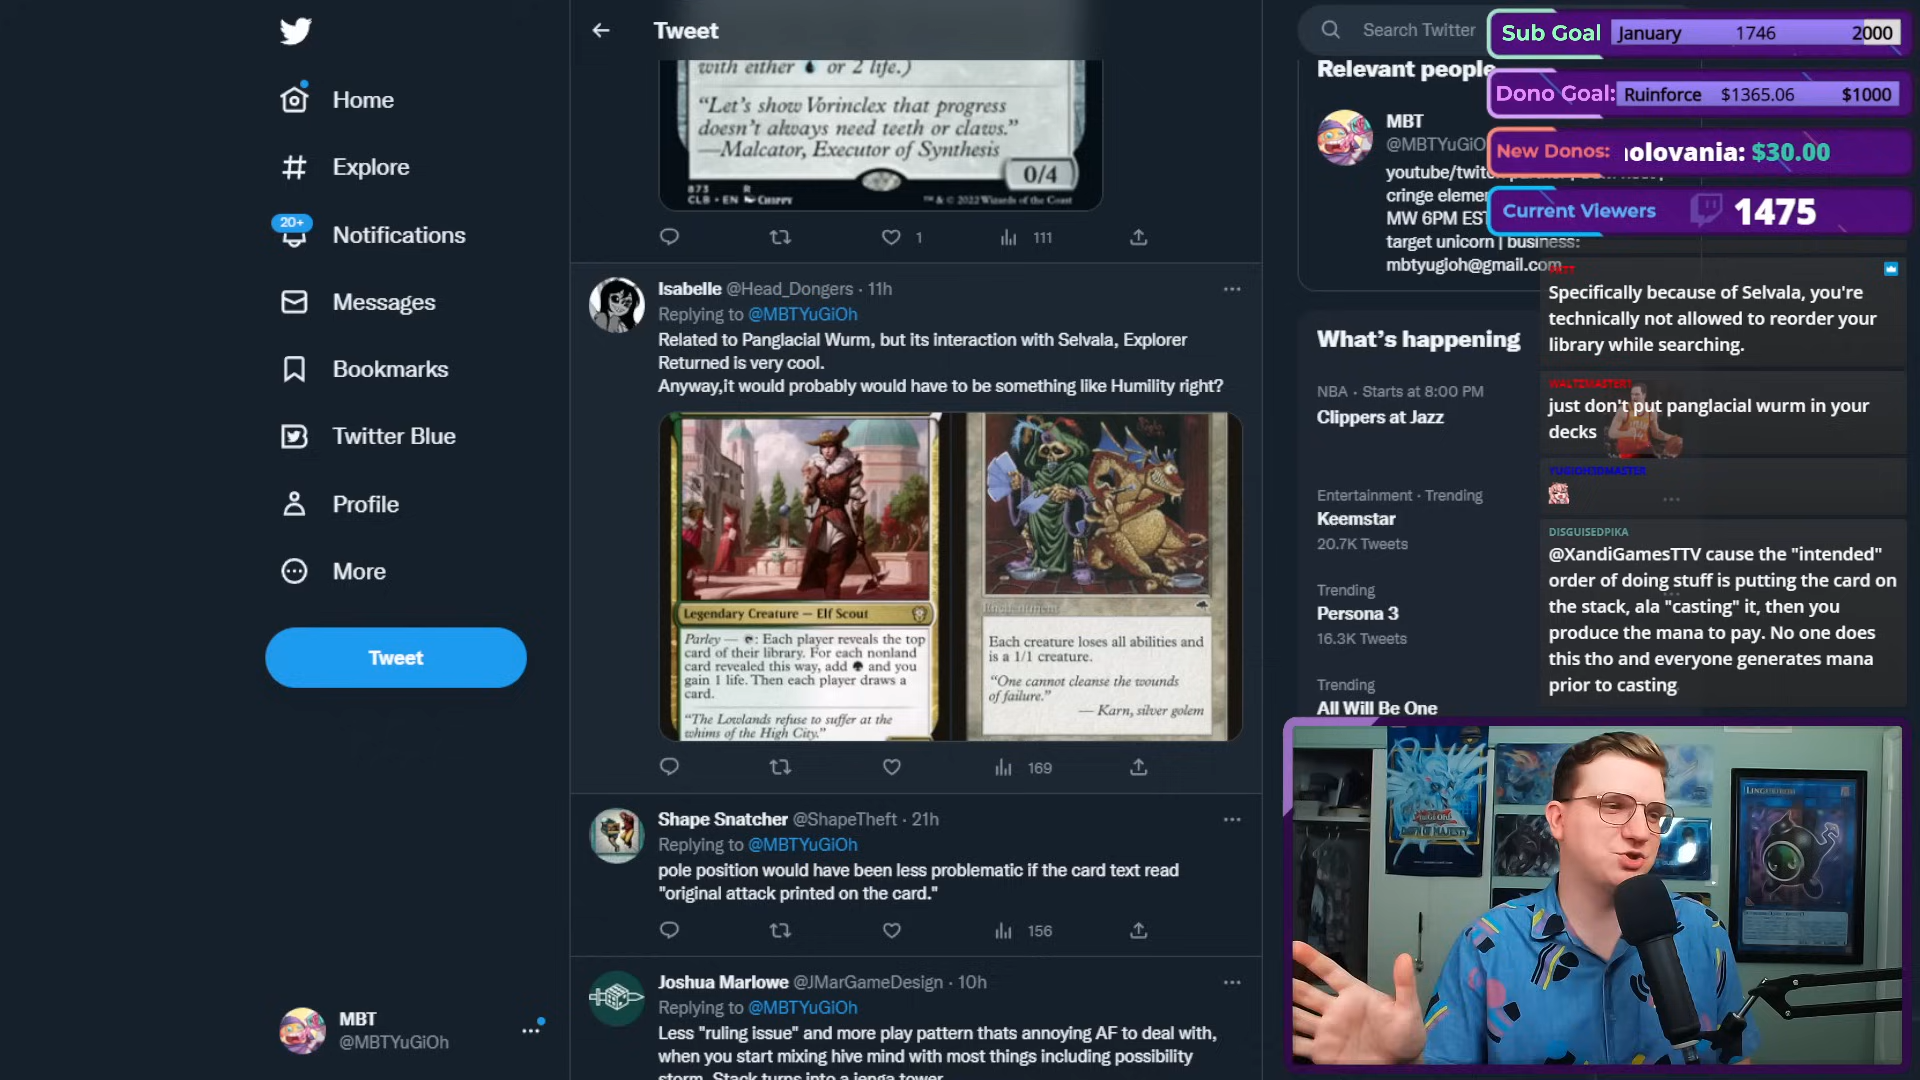 Home
Explore
20+
Notifications
Messages
Bookmarks
Twitter Blue
Profile
More
Tweet
MBT
@MBTYuGiOh
Tweet
with either or 2 life.)
"Let's show Vorinclex that progress
doesn't always need teeth or claws."
—Malcator, Executor of Synthesis
0/4
873 R
CLB • EN
™ & © 2022 Wizards of the Coast
1
111
Isabelle @Head_Dongers · 11h
Replying to @MBTYuGiOh
Related to Panglacial Wurm, but its interaction with Selvala, Explorer
Returned is very cool.
Anyway,it would probably would have to be something like Humility right?
Legendary Creature — Elf Scout
Parley — : Each player reveals the top
card of their library. For each nonland
card revealed this way, add and you
gain 1 life. Then each player draws a
card.
"The Lowlands refuse to suffer at the
whims of the High City."
Enchantment
Each creature loses all abilities and
is a 1/1 creature.
"One cannot cleanse the wounds
of failure."
— Karn, silver golem
169
Shape Snatcher @ShapeTheft · 21h
Replying to @MBTYuGiOh
pole position would have been less problematic if the card text read
"original attack printed on the card."
156
Joshua Marlowe @JMarGameDesign · 10h
Replying to @MBTYuGiOh
Less "ruling issue" and more play pattern thats annoying AF to deal with,
when you start mixing hive mind with most things including possibility
storm. Stack turns into a jenga tower
Search Twitter
Relevant people
MBT
@MBTYuGiO
cringe eleme
MW 6PM EST
target unicorn | business:
mbtyugioh@gmail.com
What's happening
NBA · Starts at 8:00 PM
Clippers at Jazz
Entertainment · Trending
Keemstar
20.7K Tweets
Trending
Persona 3
16.3K Tweets
Trending
All Will Be One
Sub Goal January 1746 2000
Dono Goal: Ruinforce $1365.06 $1000
New Donos: olovania: $30.00
Current Viewers 1475
Specifically because of Selvala, you're
technically not allowed to reorder your
library while searching.
WALTZMASTERT
just don't put panglacial wurm in your
decks
YUGIOH1DMASTER
DISGUISEDPIKA
@XandiGamesTTV cause the "intended"
order of doing stuff is putting the card on
the stack, ala "casting" it, then you
produce the mana to pay. No one does
this tho and everyone generates mana
prior to casting
DAWN OF MAJESTY
LINGURIBOH